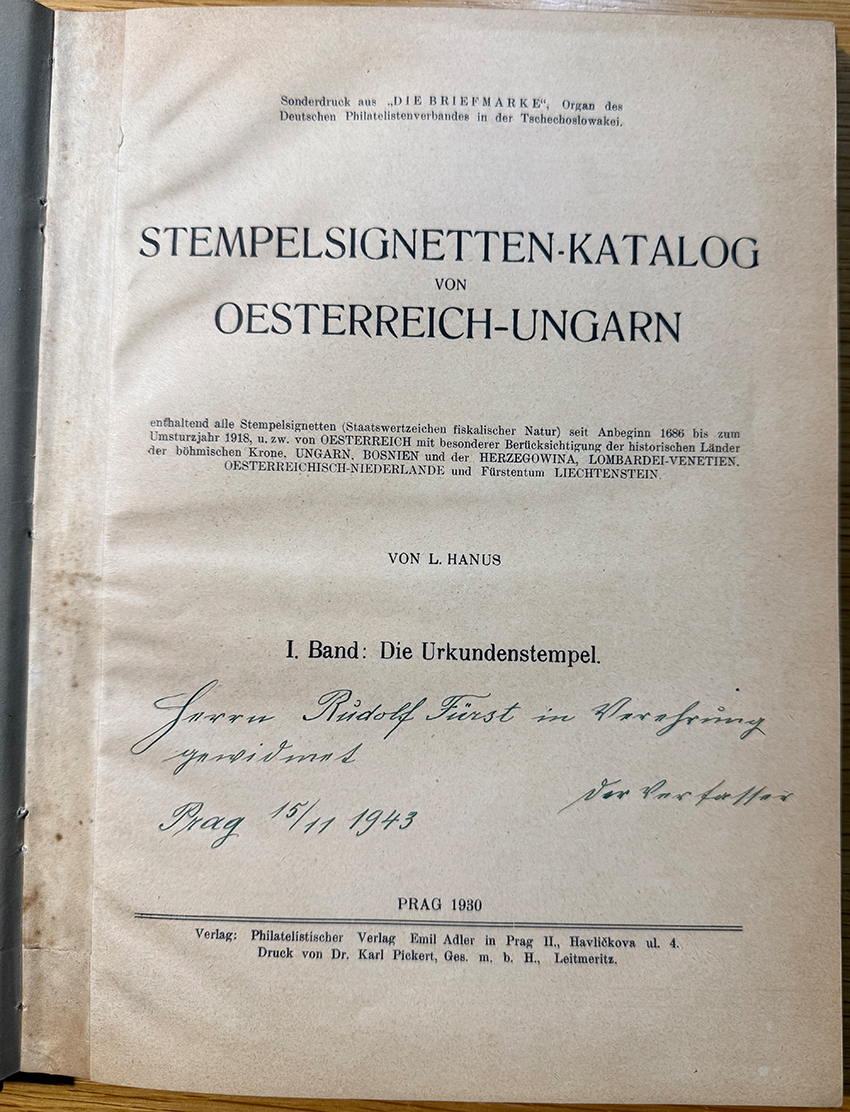 Sonderdruck aus „DIE BRIEFMARKE“, Organ des
Deutschen Philatelistenverbandes in der Tschechoslowakei.
STEMPELSIGNETTEN-KATALOG
VON
OESTERREICH-UNGARN
enthaltend alle Stempelsignetten (Staatswertzeichen fiskalischer Natur) seit Anbeginn 1686 bis zum
Umsturzjahr 1918, u. zw. von OESTERREICH mit besonderer Berücksichtigung der historischen Länder
der böhmischen Krone, UNGARN, BOSNIEN und der HERZEGOWINA, LOMBARDEI-VENETIEN,
OESTERREICHISCH-NIEDERLANDE und Fürstentum LIECHTENSTEIN.
VON L. HANUS
I. Band: Die Urkundenstempel.
Herrn Rudolf Fürst in Verehrung
gewidmet
Der Verfasser
Prag 15/11 1943
PRAG 1930
Verlag: Philatelistischer Verlag Emil Adler in Prag II., Havličkova ul. 4.
Druck von Dr. Karl Pickert, Ges. m. b. H., Leitmeritz.